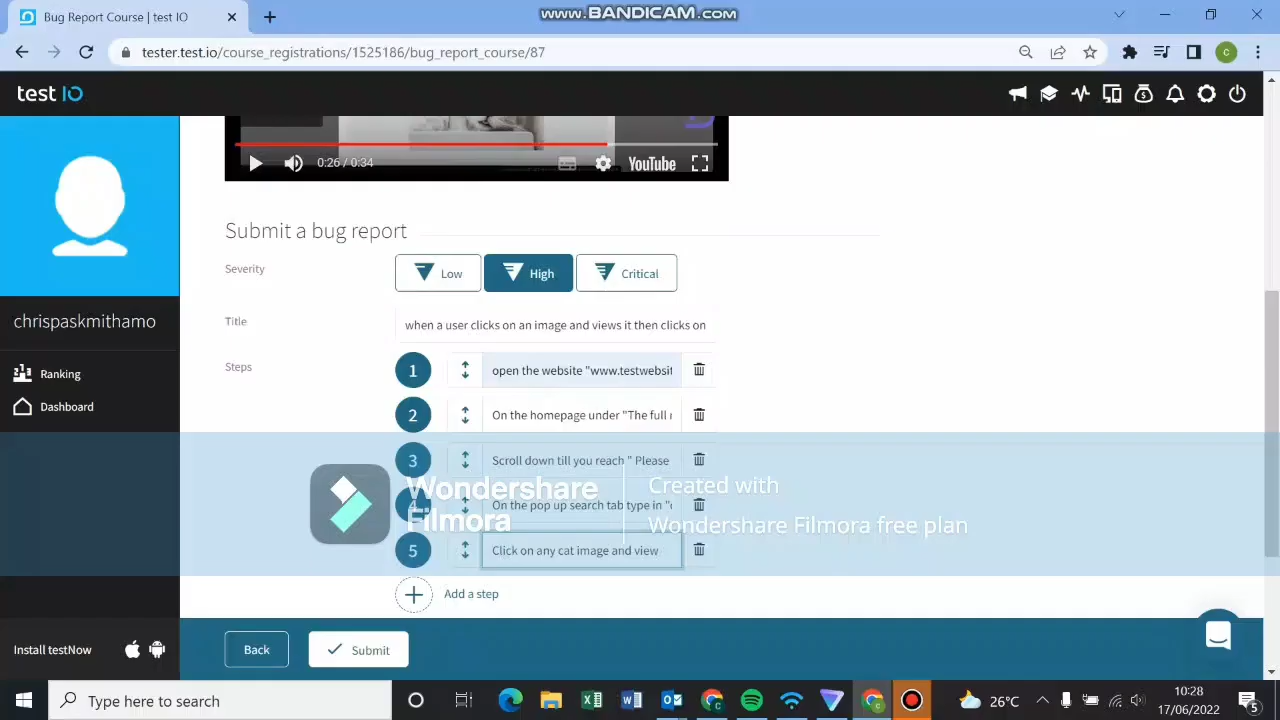 www.BANDICAM.com
Bug Report Course | test IO
tester.test.io/course_registrations/1525186/bug_report_course/87
C
test IO
0:26 / 0:34
YouTube
Submit a bug report
Severity
Low
High
Critical
Title
when a user clicks on an image and views it then clicks on
chrispaskmithamo
Steps
1
open the website "www.testwebsit
Ranking
Dashboard
2
On the homepage under "The full
3
Scroll down till you reach " Please
4
On the pop up search tab type in "
5
Click on any cat image and view
Wondershare
Filmora
Created with
Wondershare Filmora free plan
Add a step
Install testNow
Back
Submit
Type here to search
26°C
10:28
17/06/2022
5